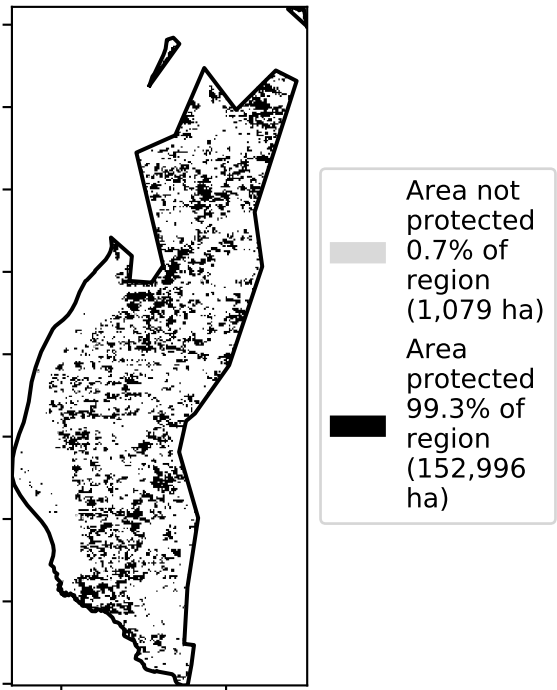 Area not
protected
0.7% of
region
(1,079 ha)
Area
protected
99.3% of
region
(152,996
ha)